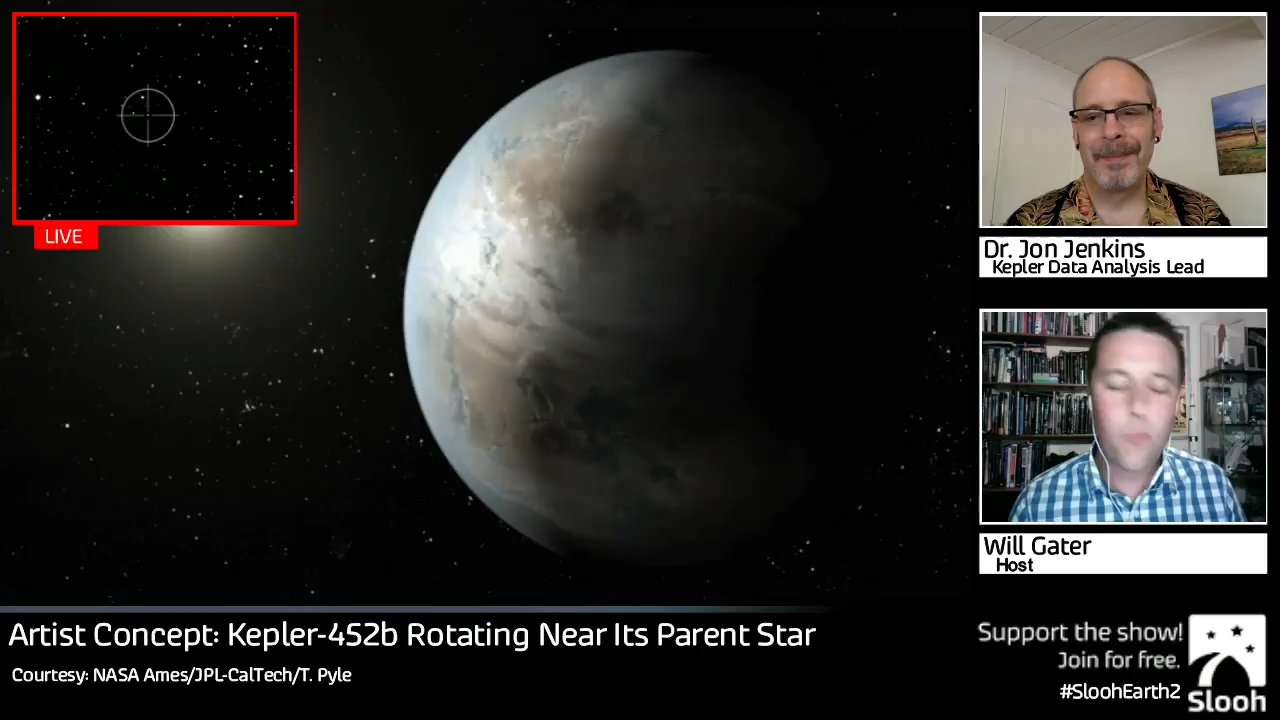 LIVE
Dr. Jon Jenkins
Kepler Data Analysis Lead
Will Gater
Host
Artist Concept: Kepler-452b Rotating Near Its Parent Star
Courtesy: NASA Ames/JPL-CalTech/T. Pyle
Support the show!
Join for free.
#SloohEarth2
Slooh